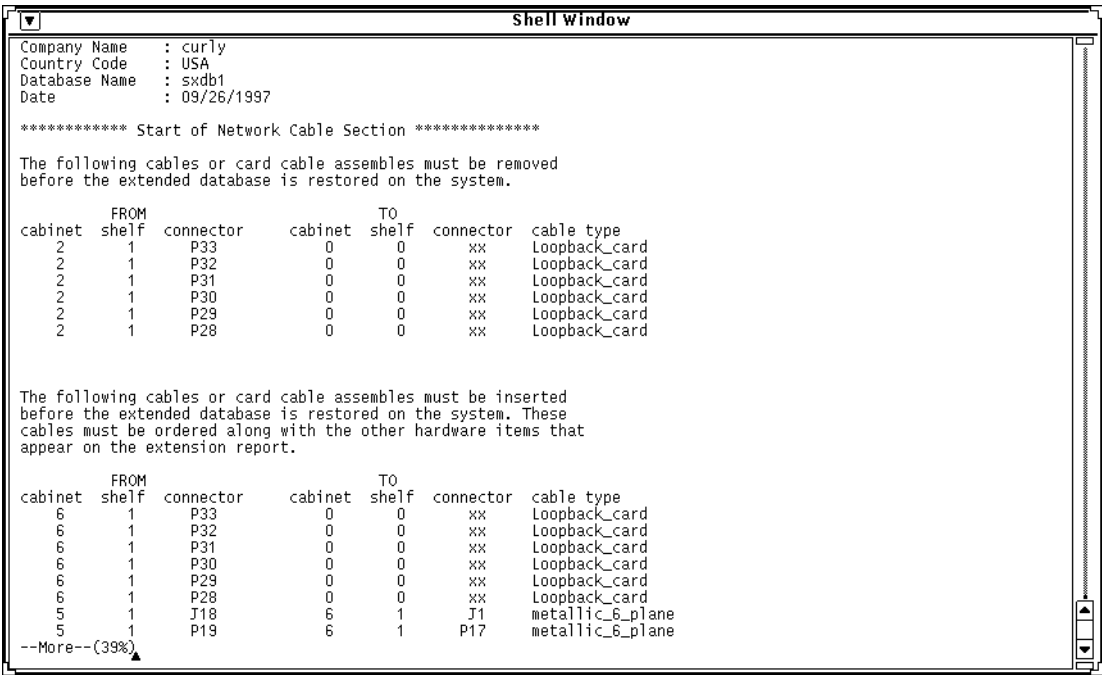 Shell Window
Company Name    : curly
Country Code    : USA
Database Name   : sxdb1
Date            : 09/26/1997
************ Start of Network Cable Section **************
The following cables or card cable assembles must be removed
before the extended database is restored on the system.
FROM TO
cabinet shelf connector cabinet shelf connector cable type
2 1 P33 0 0 xx Loopback_card
2 1 P32 0 0 xx Loopback_card
2 1 P31 0 0 xx Loopback_card
2 1 P30 0 0 xx Loopback_card
2 1 P29 0 0 xx Loopback_card
2 1 P28 0 0 xx Loopback_card
The following cables or card cable assembles must be inserted
before the extended database is restored on the system. These
cables must be ordered along with the other hardware items that
appear on the extension report.
FROM TO
cabinet shelf connector cabinet shelf connector cable type
6 1 P33 0 0 xx Loopback_card
6 1 P32 0 0 xx Loopback_card
6 1 P31 0 0 xx Loopback_card
6 1 P30 0 0 xx Loopback_card
6 1 P29 0 0 xx Loopback_card
6 1 P28 0 0 xx Loopback_card
5 1 J18 6 1 J1 metallic_6_plane
5 1 P19 6 1 P17 metallic_6_plane
--More--(39%)